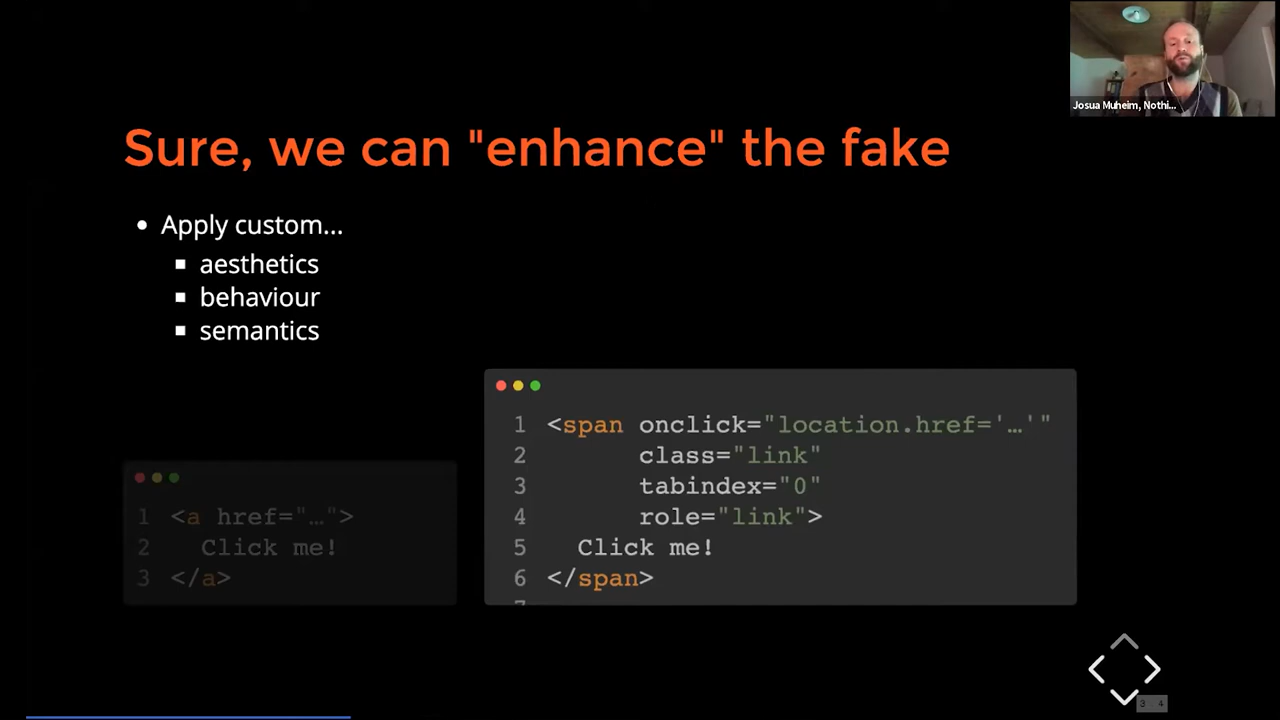 Josua Muheim, Nothi...
Sure, we can "enhance" the fake
Apply custom...
aesthetics
behaviour
semantics
1 <a href="…">
2 Click me!
3 </a>
1 <span onclick="location.href='…'"
2 class="link"
3 tabindex="0"
4 role="link">
5 Click me!
6 </span>
3 4